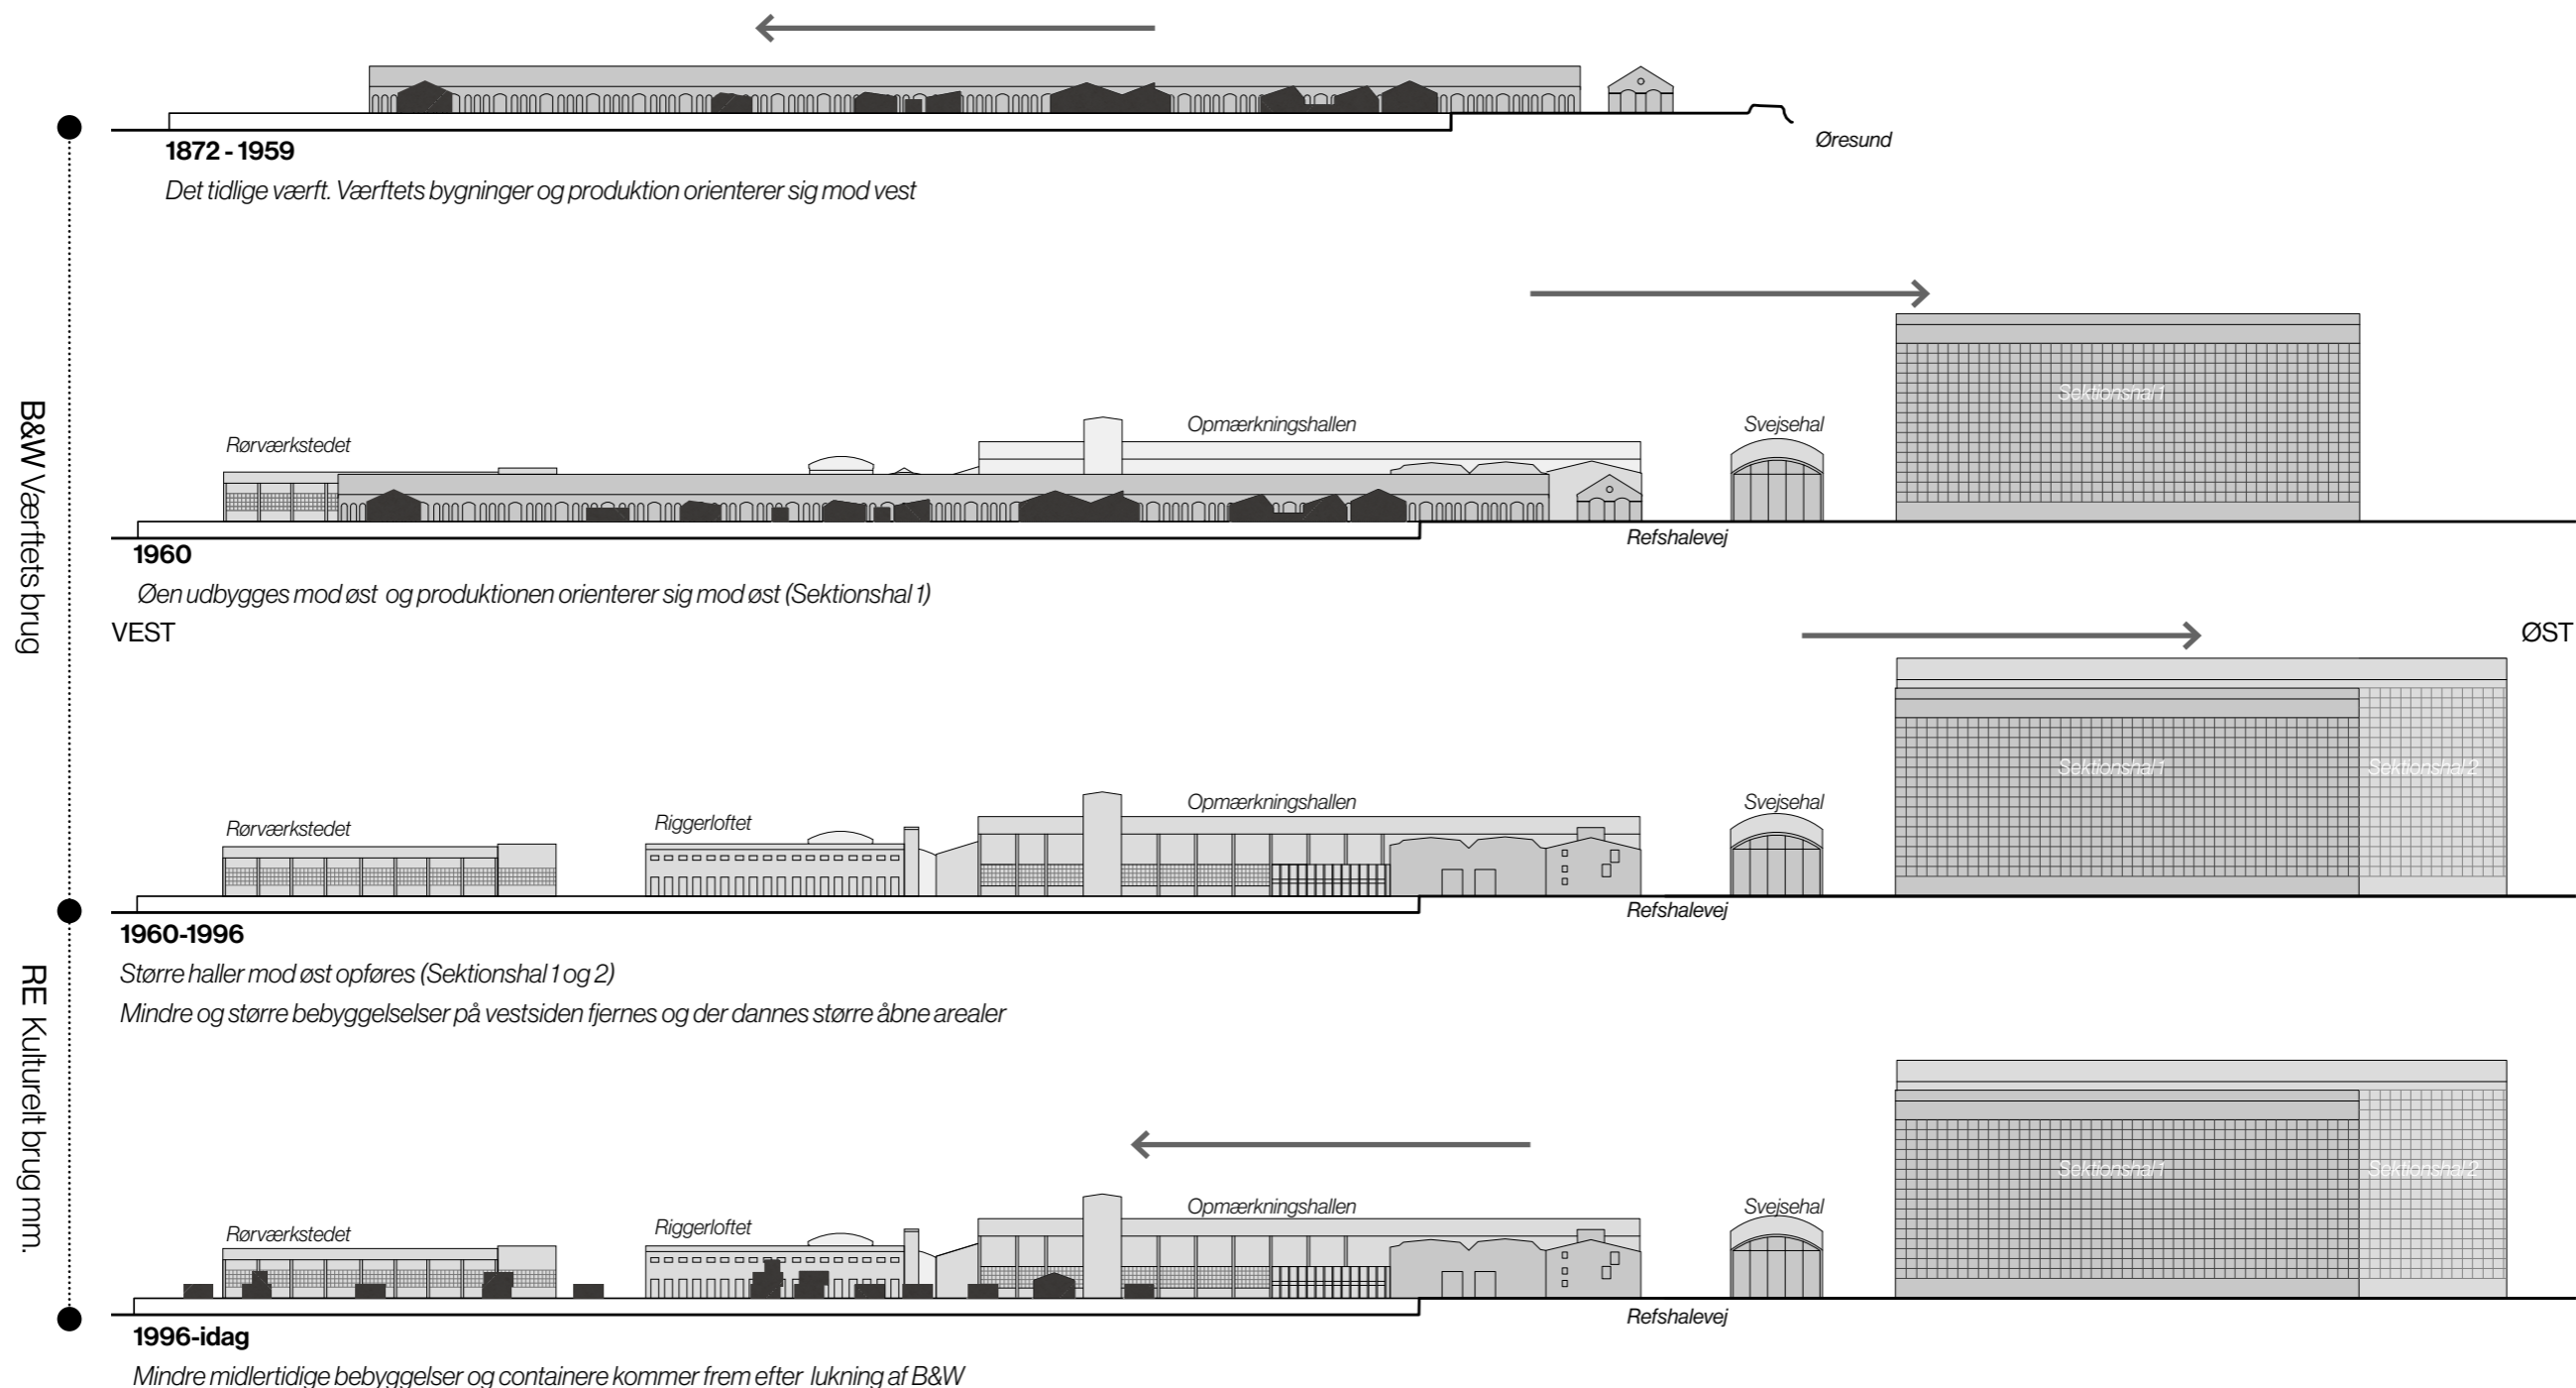 Øresund
1872 - 1959
Det tidlige værft. Værftets bygninger og produktion orienterer sig mod vest
B&W Værftets brug
Rørværkstedet
Opmærkningshallen
Svejsehal
Sektionshal 1
Refshalevej
1960
Øen udbygges mod øst og produktionen orienterer sig mod øst (Sektionshal 1)
VEST
ØST
Rørværkstedet
Riggerloftet
Opmærkningshallen
Svejsehal
Sektionshal 1
Sektionshal 2
Refshalevej
1960-1996
Større haller mod øst opføres (Sektionshal 1 og 2)
Mindre og større bebyggelselser på vestsiden fjernes og der dannes større åbne arealer
RE Kulturelt brug mm.
Rørværkstedet
Riggerloftet
Opmærkningshallen
Svejsehal
Sektionshal 1
Sektionshal 2
Refshalevej
1996-idag
Mindre midlertidige bebyggelser og containere kommer frem efter lukning af B&W